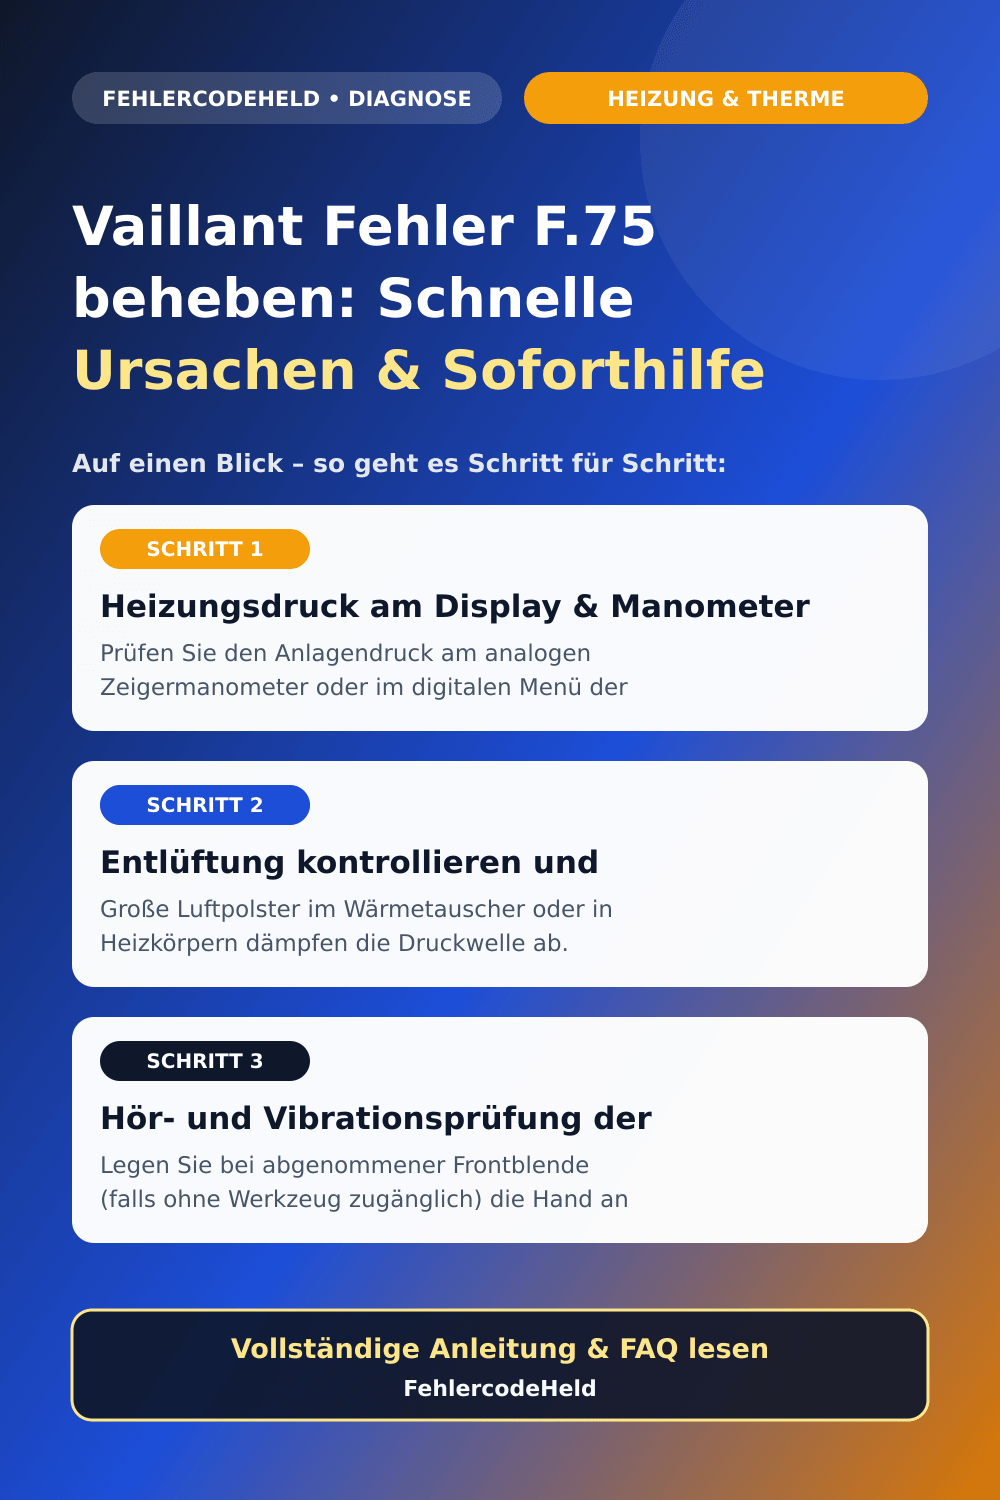 FEHLERCODEHELD • DIAGNOSE
HEIZUNG & THERME
Vaillant Fehler F.75
beheben: Schnelle
Ursachen & Soforthilfe
Auf einen Blick – so geht es Schritt für Schritt:
SCHRITT 1
Heizungsdruck am Display & Manometer
Prüfen Sie den Anlagendruck am analogen
Zeigermanometer oder im digitalen Menü der
SCHRITT 2
Entlüftung kontrollieren und
Große Luftpolster im Wärmetauscher oder in
Heizkörpern dämpfen die Druckwelle ab.
SCHRITT 3
Hör- und Vibrationsprüfung der
Legen Sie bei abgenommener Frontblende
(falls ohne Werkzeug zugänglich) die Hand an
Vollständige Anleitung & FAQ lesen
FehlercodeHeld